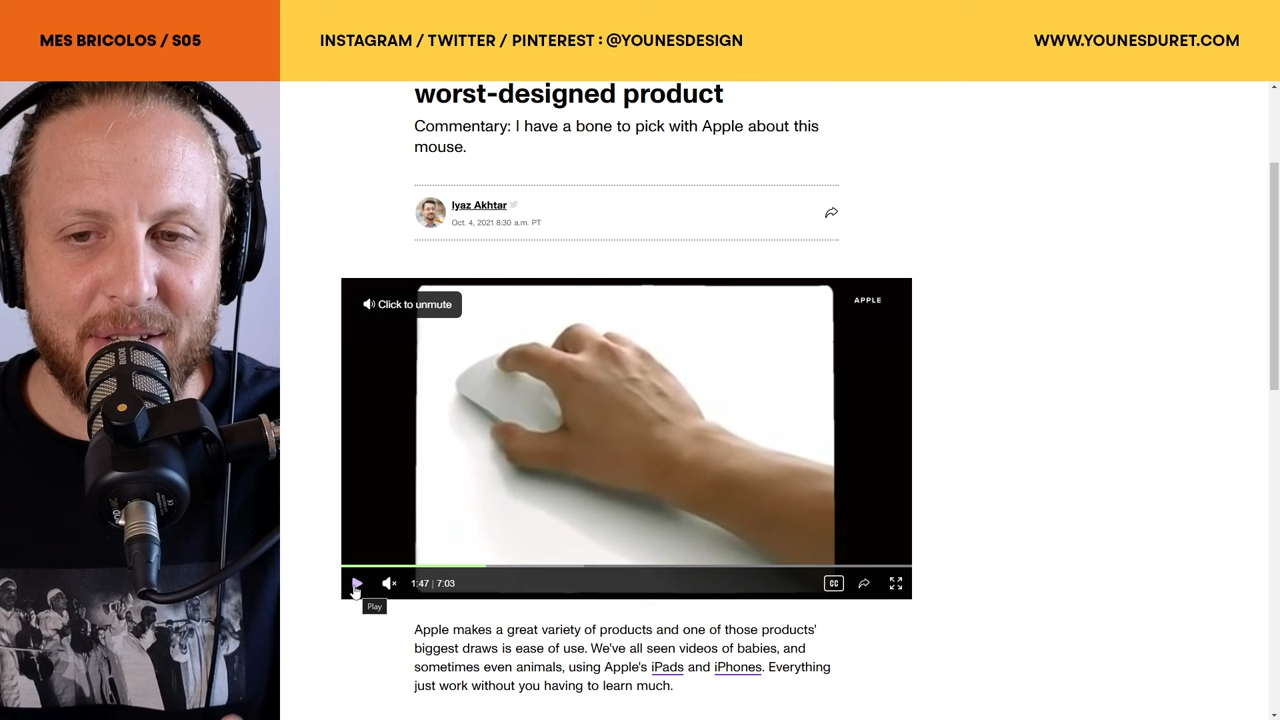 MES BRICOLOS / S05
INSTAGRAM / TWITTER / PINTEREST : @YOUNESDESIGN
WWW.YOUNESDURET.COM
worst-designed product
Commentary: I have a bone to pick with Apple about this
mouse.
Iyaz Akhtar
Oct. 4, 2021 8:30 a.m. PT
Click to unmute
APPLE
RØDE
1:47 | 7:03
CC
Play
Apple makes a great variety of products and one of those products'
biggest draws is ease of use. We've all seen videos of babies, and
sometimes even animals, using Apple's iPads and iPhones. Everything
just work without you having to learn much.